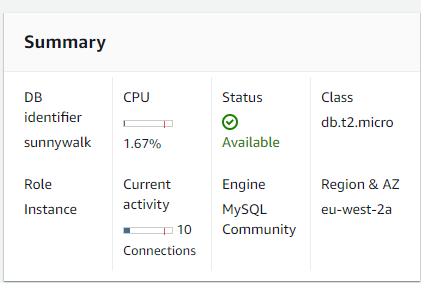 Summary
DB
identifier
sunnywalk
CPU
1.67%
Status
Available
Class
db.t2.micro
Role
Instance
Current
activity
10
Connections
Engine
MySQL
Community
Region & AZ
eu-west-2a